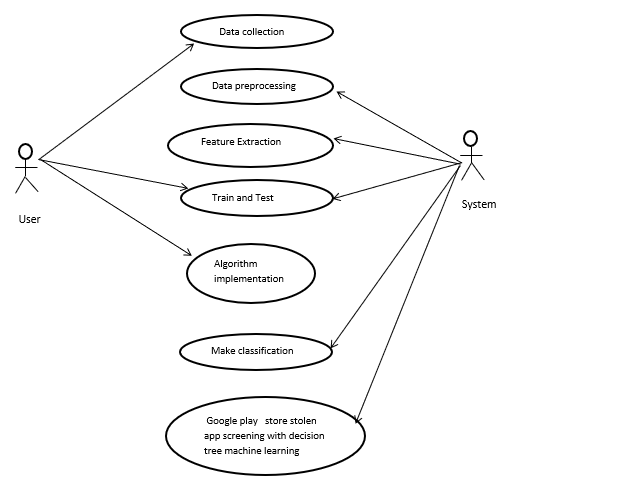 Data collection
Data preprocessing
Feature Extraction
Train and Test
User
System
Algorithm
implementation
Make classification
Google play store stolen
app screening with decision
tree machine learning